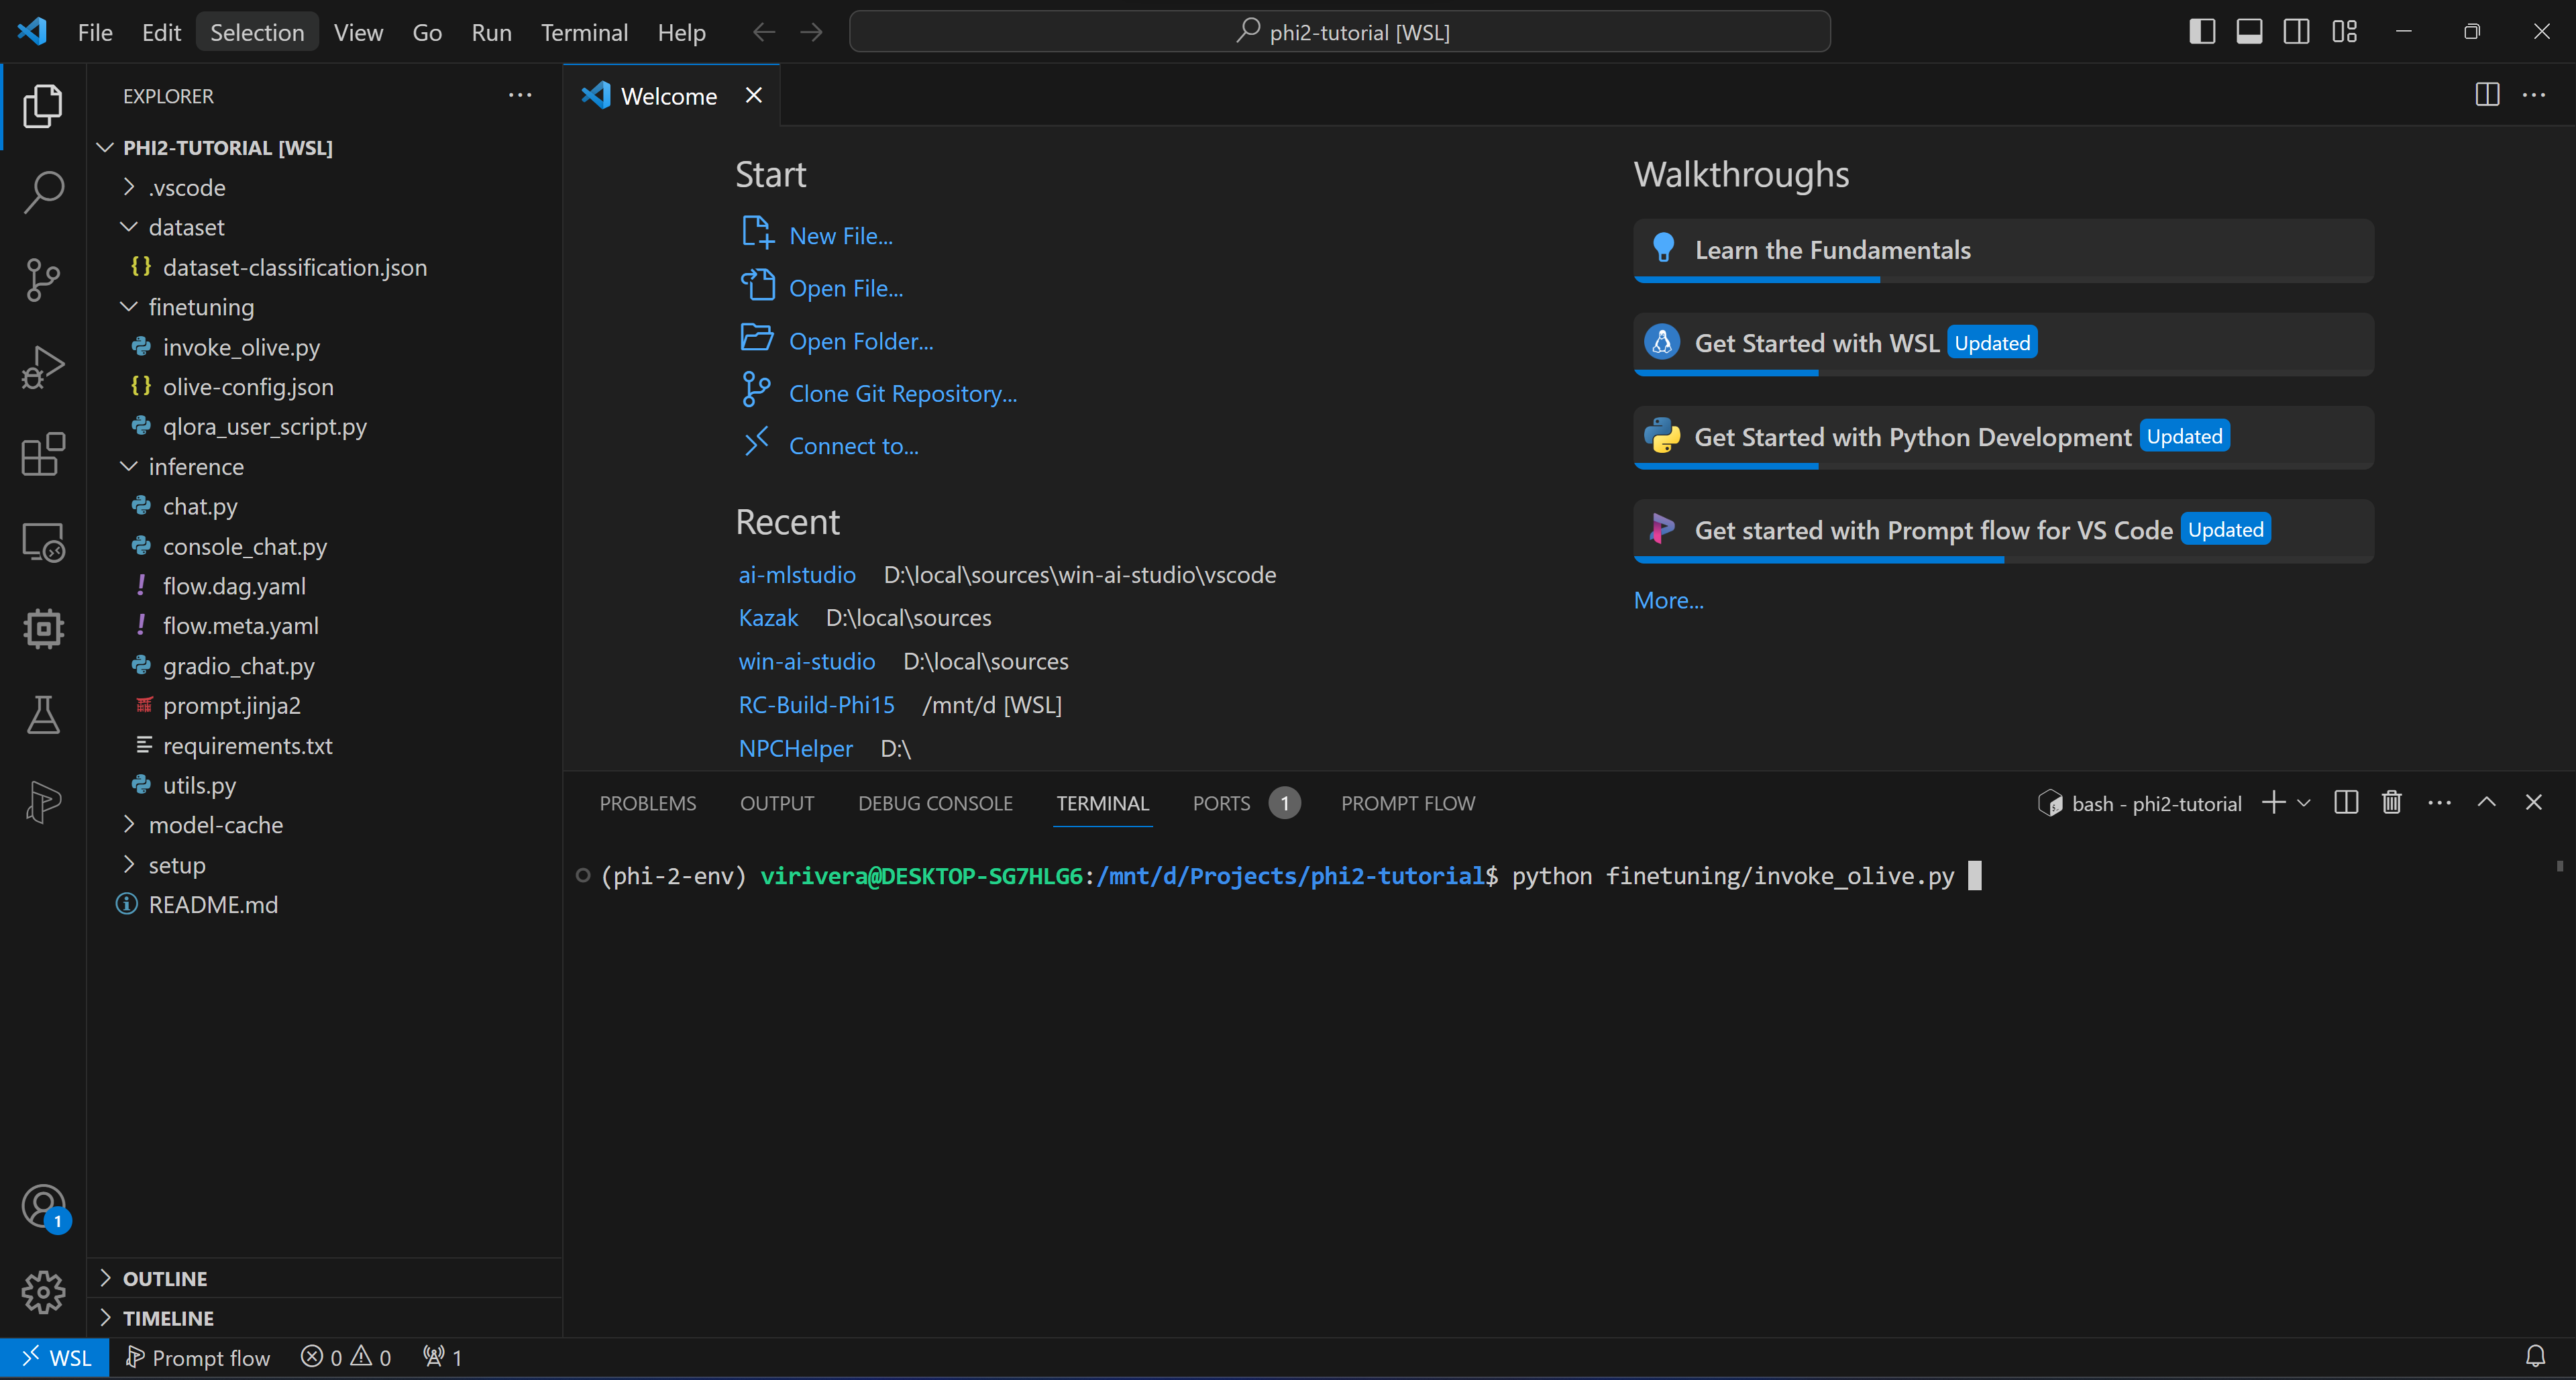 File Edit Selection View Go Run Terminal Help
phi2-tutorial [WSL]
EXPLORER
PHI2-TUTORIAL [WSL]
.vscode
dataset
dataset-classification.json
finetuning
invoke_olive.py
olive-config.json
qlora_user_script.py
inference
chat.py
console_chat.py
flow.dag.yaml
flow.meta.yaml
gradio_chat.py
prompt.jinja2
requirements.txt
utils.py
model-cache
setup
README.md
OUTLINE
TIMELINE
Welcome
Start
New File...
Open File...
Open Folder...
Clone Git Repository...
Connect to...
Recent
ai-mlstudio D:\local\sources\win-ai-studio\vscode
Kazak D:\local\sources
win-ai-studio D:\local\sources
RC-Build-Phi15 /mnt/d [WSL]
NPCHelper D:\
Walkthroughs
Learn the Fundamentals
Get Started with WSL Updated
Get Started with Python Development Updated
Get started with Prompt flow for VS Code Updated
More...
PROBLEMS OUTPUT DEBUG CONSOLE TERMINAL PORTS 1 PROMPT FLOW
bash - phi2-tutorial
(phi-2-env) virivera@DESKTOP-SG7HLG6:/mnt/d/Projects/phi2-tutorial$ python finetuning/invoke_olive.py
1
WSL Prompt flow 0 0 1